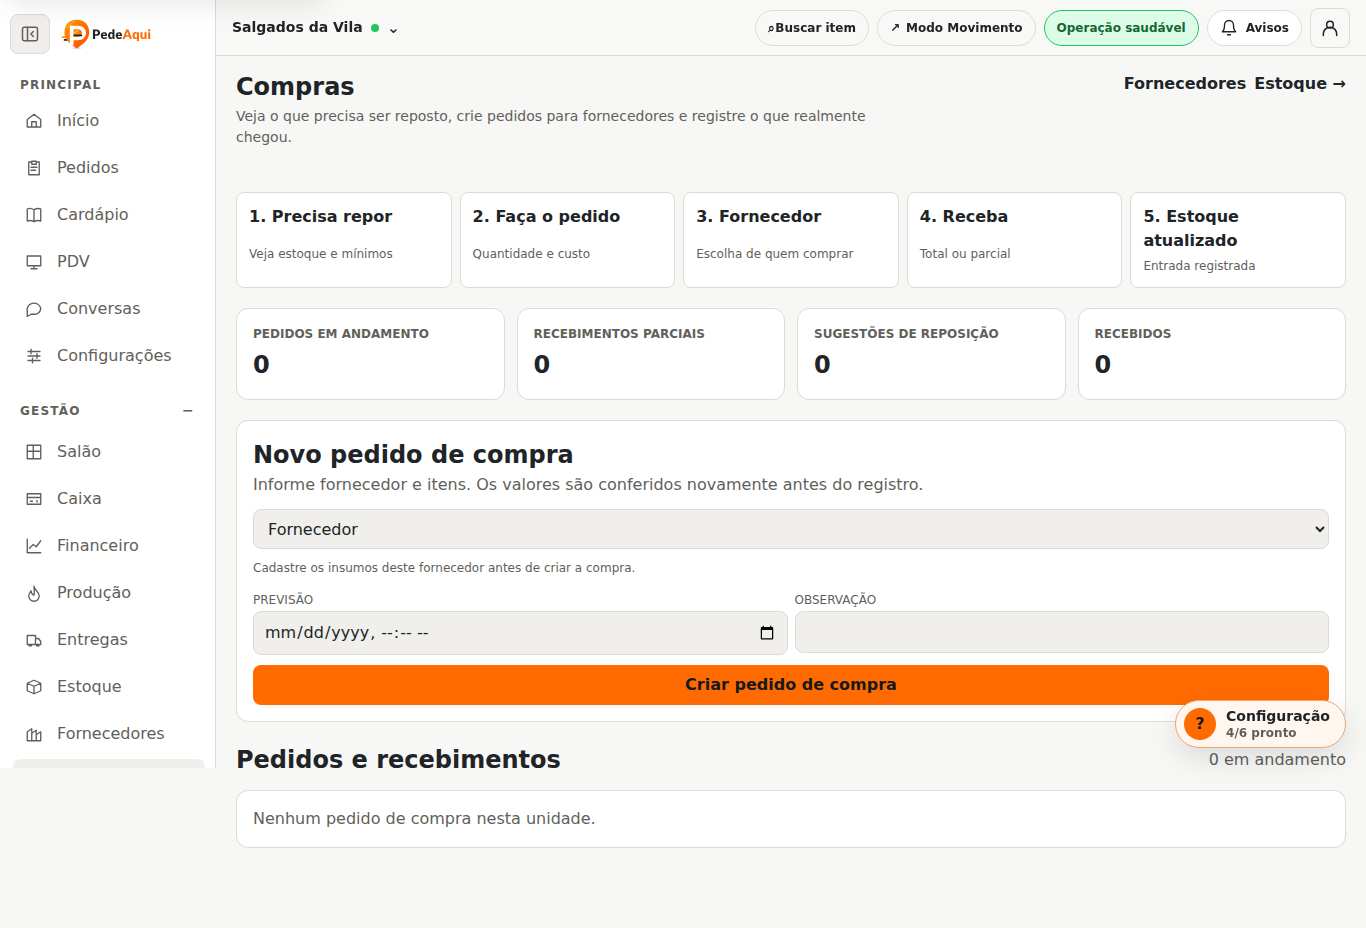 PedeAqui
PRINCIPAL
Início
Pedidos
Cardápio
PDV
Conversas
Configurações
GESTÃO
Salão
Caixa
Financeiro
Produção
Entregas
Estoque
Fornecedores
Salgados da Vila
Buscar item
Modo Movimento
Operação saudável
Avisos
Compras
Fornecedores
Estoque →
Veja o que precisa ser reposto, crie pedidos para fornecedores e registre o que realmente
chegou.
1. Precisa repor
Veja estoque e mínimos
2. Faça o pedido
Quantidade e custo
3. Fornecedor
Escolha de quem comprar
4. Receba
Total ou parcial
5. Estoque
atualizado
Entrada registrada
PEDIDOS EM ANDAMENTO
0
RECEBIMENTOS PARCIAIS
0
SUGESTÕES DE REPOSIÇÃO
0
RECEBIDOS
0
Novo pedido de compra
Informe fornecedor e itens. Os valores são conferidos novamente antes do registro.
Fornecedor
Cadastre os insumos deste fornecedor antes de criar a compra.
PREVISÃO
mm/dd/yyyy, --:-- --
OBSERVAÇÃO
Criar pedido de compra
?
Configuração
4/6 pronto
Pedidos e recebimentos
0 em andamento
Nenhum pedido de compra nesta unidade.